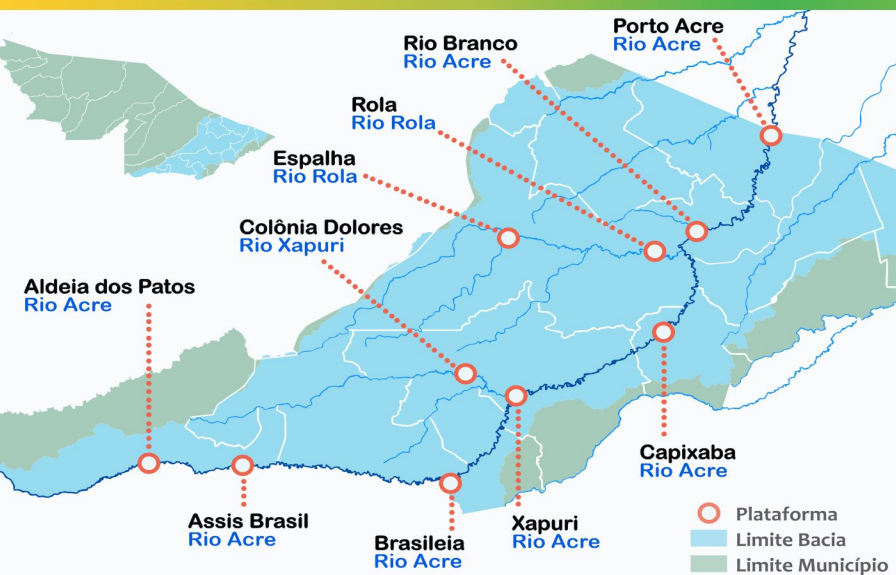 Porto Acre
Rio Acre
Rio Branco
Rio Acre
Rola
Rio Rola
Espalha
Rio Rola
Colônia Dolores
Rio Xapuri
Aldeia dos Patos
Rio Acre
Capixaba
Rio Acre
Assis Brasil
Rio Acre
Brasileia
Rio Acre
Xapuri
Rio Acre
Plataforma
Limite Bacia
Limite Município